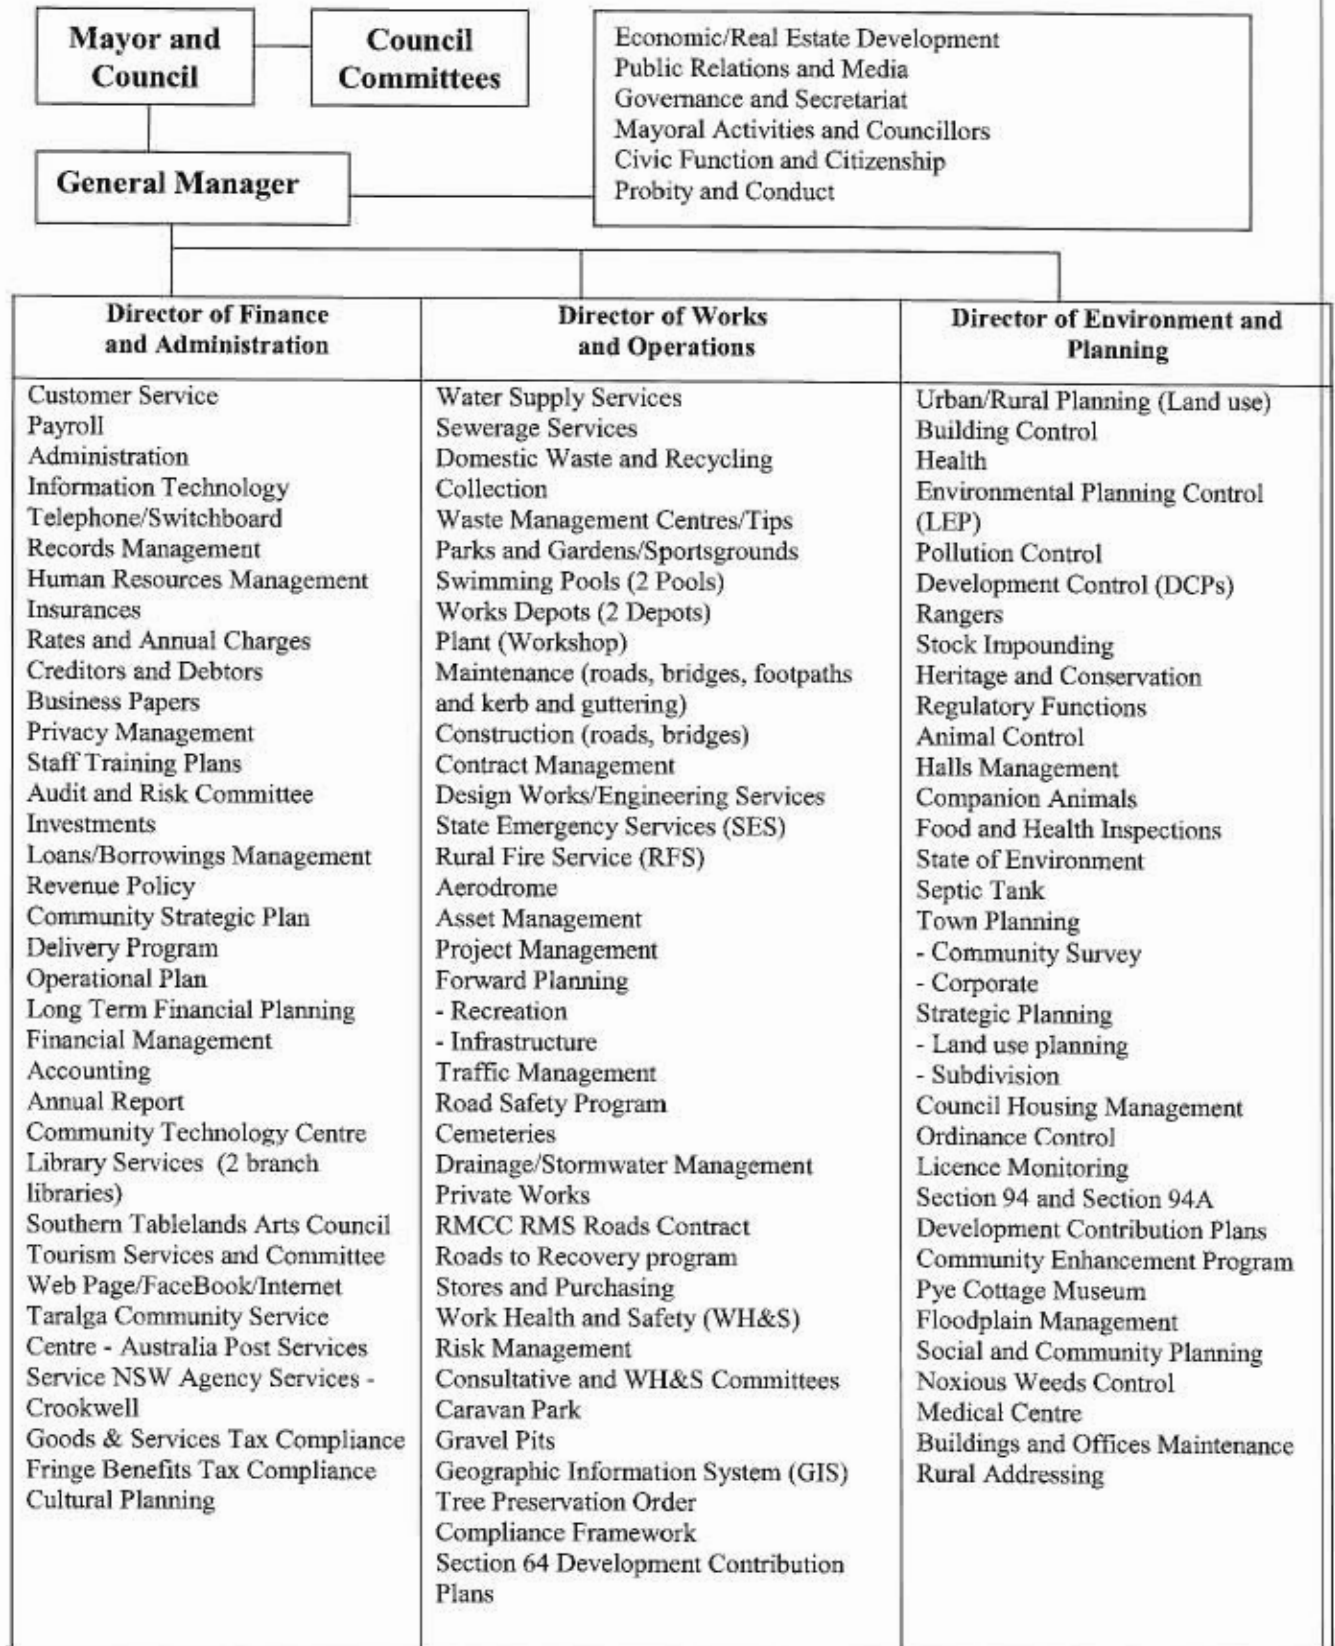 Mayor and
Council
Council
Committees
Economic/Real Estate Development
Public Relations and Media
Governance and Secretariat
Mayoral Activities and Councillors
Civic Function and Citizenship
Probity and Conduct
General Manager
Director of Finance
and Administration
Customer Service
Payroll
Administration
Information Technology
Telephone/Switchboard
Records Management
Human Resources Management
Insurances
Rates and Annual Charges
Creditors and Debtors
Business Papers
Privacy Management
Staff Training Plans
Audit and Risk Committee
Investments
Loans/Borrowings Management
Revenue Policy
Community Strategic Plan
Delivery Program
Operational Plan
Long Term Financial Planning
Financial Management
Accounting
Annual Report
Community Technology Centre
Library Services (2 branch
libraries)
Southern Tablelands Arts Council
Tourism Services and Committee
Web Page/FaceBook/Internet
Taralga Community Service
Centre - Australia Post Services
Service NSW Agency Services -
Crookwell
Goods & Services Tax Compliance
Fringe Benefits Tax Compliance
Cultural Planning
Director of Works
and Operations
Water Supply Services
Sewerage Services
Domestic Waste and Recycling
Collection
Waste Management Centres/Tips
Parks and Gardens/Sportsgrounds
Swimming Pools (2 Pools)
Works Depots (2 Depots)
Plant (Workshop)
Maintenance (roads, bridges, footpaths
and kerb and guttering)
Construction (roads, bridges)
Contract Management
Design Works/Engineering Services
State Emergency Services (SES)
Rural Fire Service (RFS)
Aerodrome
Asset Management
Project Management
Forward Planning
- Recreation
- Infrastructure
Traffic Management
Road Safety Program
Cemeteries
Drainage/Stormwater Management
Private Works
RMCC RMS Roads Contract
Roads to Recovery program
Stores and Purchasing
Work Health and Safety (WH&S)
Risk Management
Consultative and WH&S Committees
Caravan Park
Gravel Pits
Geographic Information System (GIS)
Tree Preservation Order
Compliance Framework
Section 64 Development Contribution
Plans
Director of Environment and
Planning
Urban/Rural Planning (Land use)
Building Control
Health
Environmental Planning Control
(LEP)
Pollution Control
Development Control (DCPs)
Rangers
Stock Impounding
Heritage and Conservation
Regulatory Functions
Animal Control
Halls Management
Companion Animals
Food and Health Inspections
State of Environment
Septic Tank
Town Planning
- Community Survey
- Corporate
Strategic Planning
- Land use planning
- Subdivision
Council Housing Management
Ordinance Control
Licence Monitoring
Section 94 and Section 94A
Development Contribution Plans
Community Enhancement Program
Pye Cottage Museum
Floodplain Management
Social and Community Planning
Noxious Weeds Control
Medical Centre
Buildings and Offices Maintenance
Rural Addressing